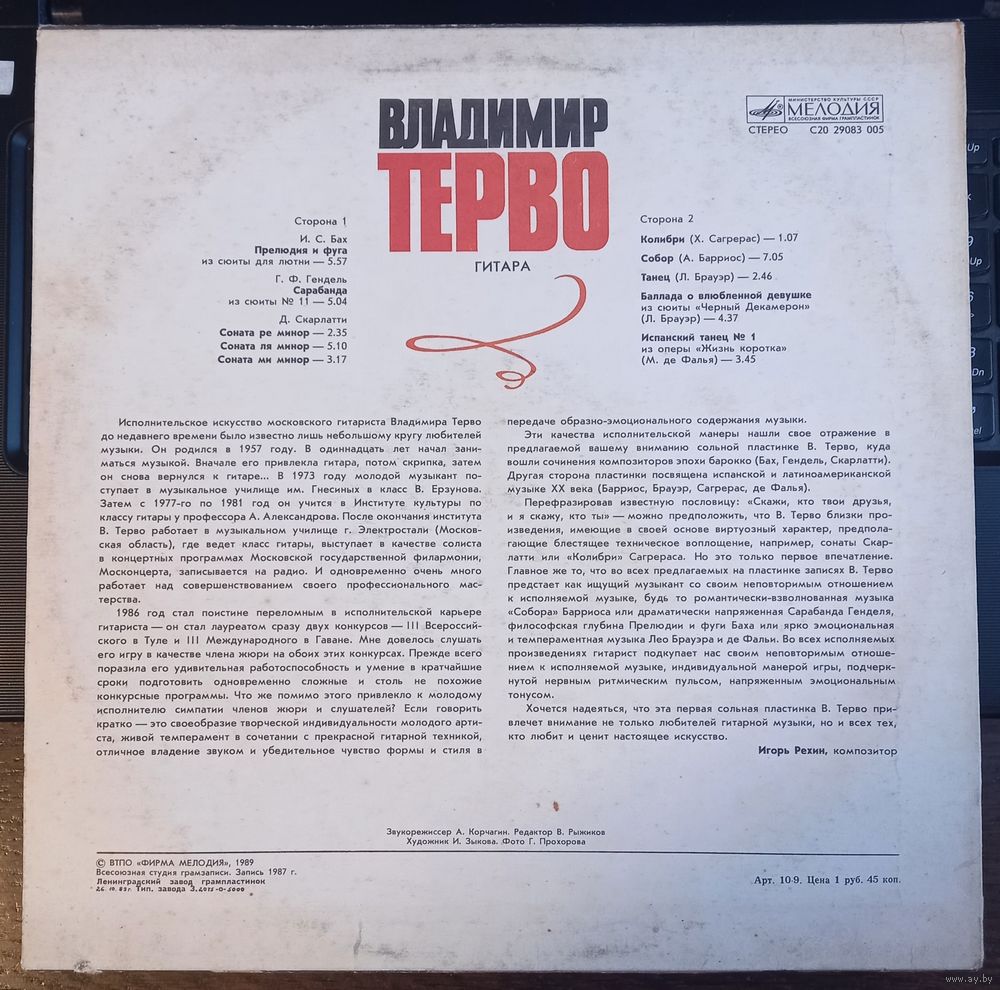 ВЛАДИМИР
ТЕРВО
ГИТАРА
МИНИСТЕРСТВО КУЛЬТУРЫ СССР
МЕЛОДИЯ
ВСЕСОЮЗНАЯ ФИРМА ГРАМПЛАСТИНОК
СТЕРЕО С20 29083 005
Сторона 1
И. С. Бах
Прелюдия и фуга
из сюиты для лютни — 5.57
Г. Ф. Гендель
Сарабанда
из сюиты № 11 — 5.04
Д. Скарлатти
Соната ре минор — 2.35
Соната ля минор — 5.10
Соната ми минор — 3.17
Сторона 2
Колибри (Х. Сагрерас) — 1.07
Собор (А. Барриос) — 7.05
Танец (Л. Брауэр) — 2.46
Баллада о влюбленной девушке
из сюиты «Черный Декамерон»
(Л. Брауэр) — 4.37
Испанский танец № 1
из оперы «Жизнь коротка»
(М. де Фалья) — 3.45
Исполнительское искусство московского гитариста Владимира Терво
до недавнего времени было известно лишь небольшому кругу любителей
музыки. Он родился в 1957 году. В одиннадцать лет начал зани-
маться музыкой. Вначале его привлекла гитара, потом скрипка, затем
он снова вернулся к гитаре... В 1973 году молодой музыкант по-
ступает в музыкальное училище им. Гнесиных в класс В. Ерзунова.
Затем с 1977-го по 1981 год он учится в Институте культуры по
классу гитары у профессора А. Александрова. После окончания института
В. Терво работает в музыкальном училище г. Электростали (Москов-
ская область), где ведет класс гитары, выступает в качестве солиста
в концертных программах Московской государственной филармонии,
Москонцерта, записывается на радио. И одновременно очень много
работает над совершенствованием своего профессионального мас-
терства.
1986 год стал поистине переломным в исполнительской карьере
гитариста — он стал лауреатом сразу двух конкурсов — III Всероссий-
ского в Туле и III Международного в Гаване. Мне довелось слушать
его игру в качестве члена жюри на обоих этих конкурсах. Прежде всего
поразила его удивительная работоспособность и умение в кратчайшие
сроки подготовить одновременно сложные и столь не похожие
конкурсные программы. Что же помимо этого привлекло к молодому
исполнителю симпатии членов жюри и слушателей? Если говорить
кратко — это своеобразие творческой индивидуальности молодого арти-
ста, живой темперамент в сочетании с прекрасной гитарной техникой,
отличное владение звуком и убедительное чувство формы и стиля в
передаче образно-эмоционального содержания музыки.
Эти качества исполнительской манеры нашли свое отражение в
предлагаемой вашему вниманию сольной пластинке В. Терво, куда
вошли сочинения композиторов эпохи барокко (Бах, Гендель, Скарлатти).
Другая сторона пластинки посвящена испанской и латиноамериканской
музыке XX века (Барриос, Брауэр, Сагрерас, де Фалья).
Перефразировав известную пословицу: «Скажи, кто твои друзья,
и я скажу, кто ты» — можно предположить, что В. Терво близки про-
изведения, имеющие в своей основе виртуозный характер, предпола-
гающие блестящее техническое воплощение, например, сонаты Скар-
латти или «Колибри» Сагрераса. Но это только первое впечатление.
Главное же то, что во всех предлагаемых на пластинке записях В. Терво
предстает как ищущий музыкант со своим неповторимым отношением
к исполняемой музыке, будь то романтически-взволнованная музыка
«Собора» Барриоса или драматически напряженная Сарабанда Генделя,
философская глубина Прелюдии и фуги Баха или ярко эмоциональная
и темпераментная музыка Лео Брауэра и де Фальи. Во всех исполняемых
произведениях гитарист подкупает нас своим неповторимым отноше-
нием к исполняемой музыке, индивидуальной манерой игры, подчерк-
нутой нервным ритмическим пульсом, напряженным эмоциональным
тонусом.
Хочется надеяться, что эта первая сольная пластинка В. Терво при-
влечет внимание не только любителей гитарной музыки, но и всех тех,
кто любит и ценит настоящее искусство.
Игорь Рехин, композитор
Звукорежиссер А. Корчагин. Редактор В. Рыжиков
Художник И. Зыкова. Фото Г. Прохорова
© ВТПО «ФИРМА МЕЛОДИЯ», 1989
Всесоюзная студия грамзаписи. Запись 1987 г.
Ленинградский завод грампластинок
Тип. завода
Арт. 10-9. Цена 1 руб. 45 коп.
www.ay.by